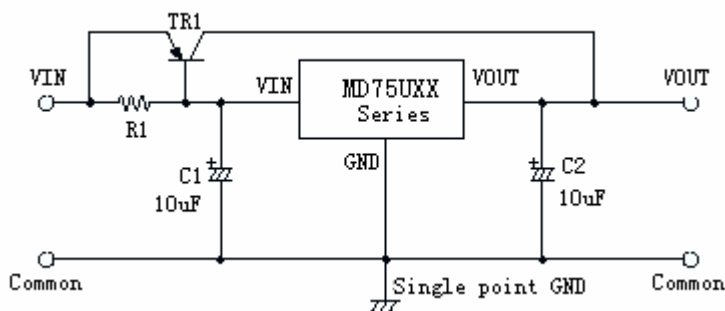 TR1
VIN
R1
VIN
MD75UXX
Series
VOUT
VOUT
GND
C1
10uF
C2
10uF
Common
Single point GND
Common